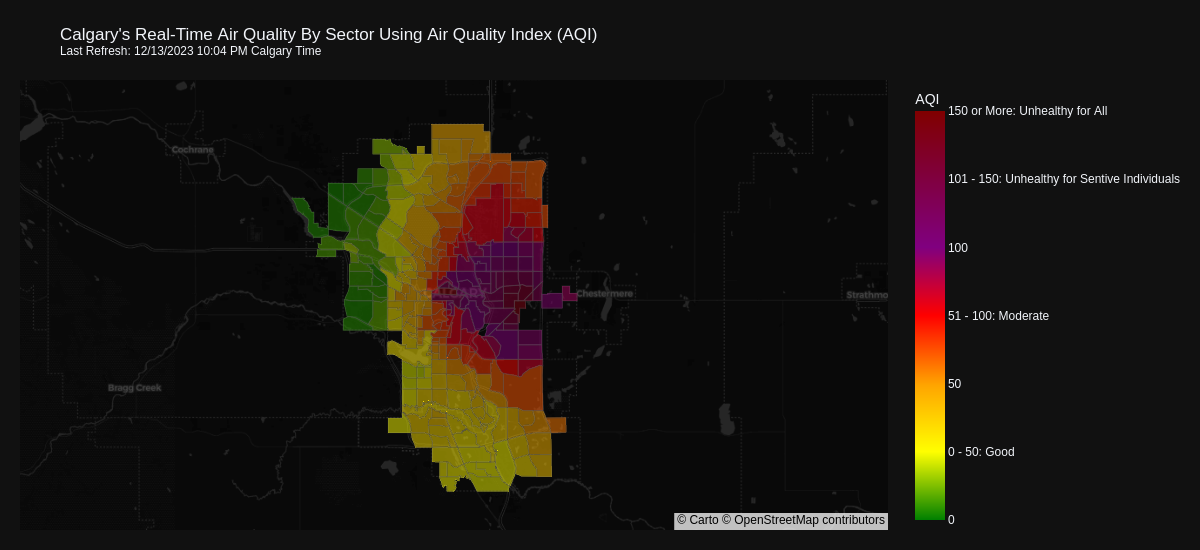 Calgary's Real-Time Air Quality By Sector Using Air Quality Index (AQI)
Last Refresh: 12/13/2023 10:04 PM Calgary Time
AQI
150 or More: Unhealthy for All
Cochrane
101 - 150: Unhealthy for Sentive Individuals
100
CALGARY
Chestermere
Strathmo
51 - 100: Moderate
50
Bragg Creek
0 - 50: Good
0
© Carto © OpenStreetMap contributors